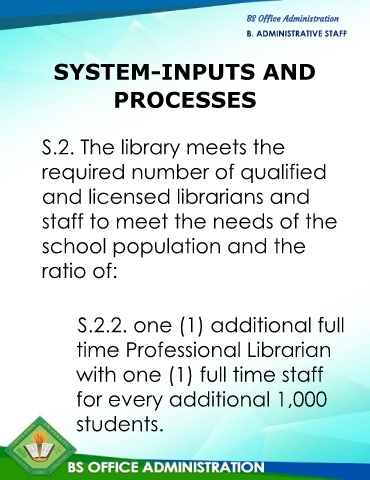 BS Office Administration
B. ADMINISTRATIVE STAFF
SYSTEM-INPUTS AND
PROCESSES
S.2. The library meets the
required number of qualified
and licensed librarians and
staff to meet the needs of the
school population and the
ratio of:
S.2.2. one (1) additional full
time Professional Librarian
with one (1) full time staff
for every additional 1,000
students.
BS OFFICE ADMINISTRATION